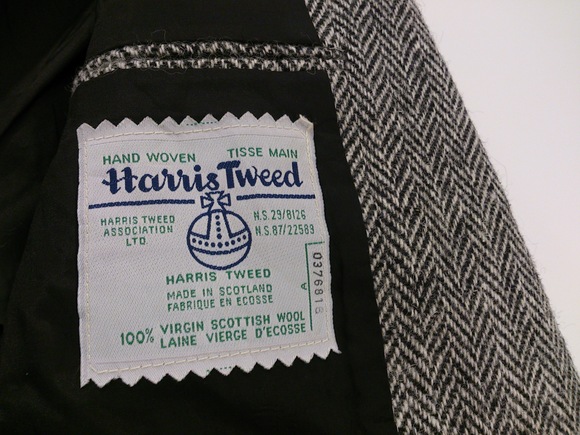 HAND WOVEN TISSE MAIN
Harris Tweed
HARRIS TWEED
ASSOCIATION
LTD.
N.S.29/8126
N.S.87/22589
HARRIS TWEED
MADE IN SCOTLAND
FABRIQUE EN ECOSSE
A
0376818
100% VIRGIN SCOTTISH WOOL
LAINE VIERGE D'ECOSSE